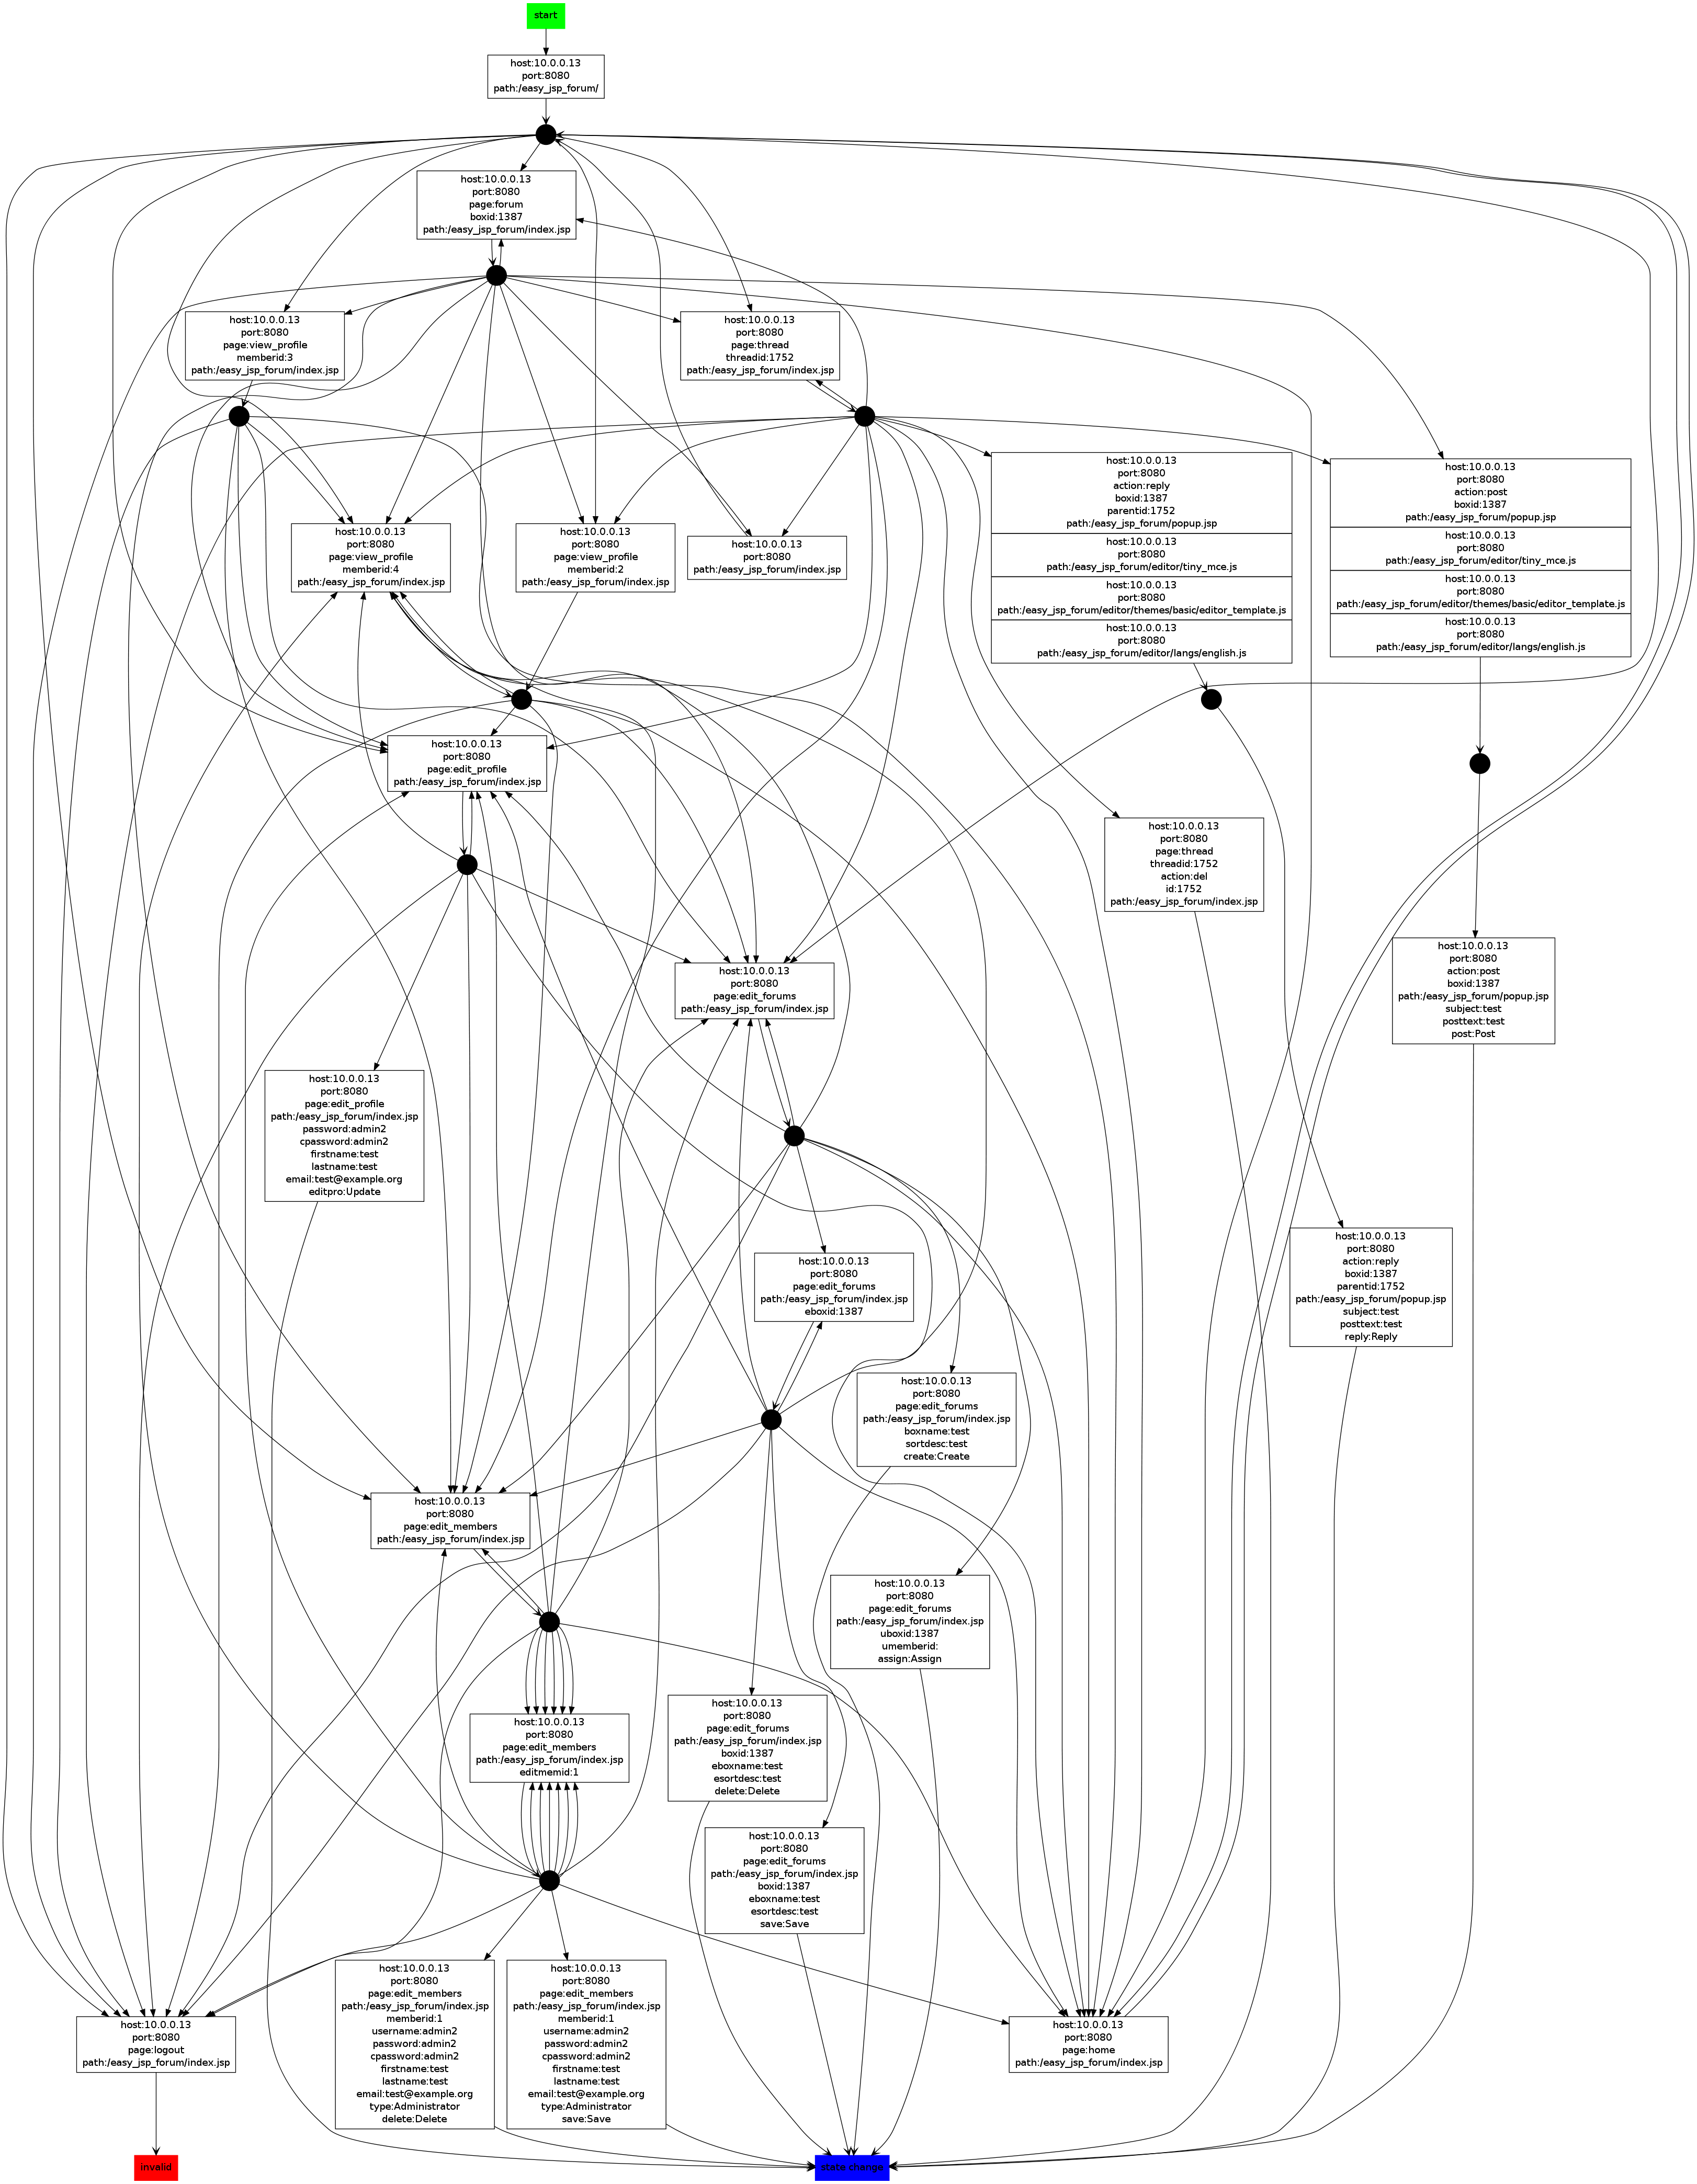 start
host:10.0.0.13
port:8080
path:/easy_jsp_forum/
host:10.0.0.13
port:8080
page:forum
boxid:1387
path:/easy_jsp_forum/index.jsp
host:10.0.0.13
port:8080
page:view_profile
memberid:3
path:/easy_jsp_forum/index.jsp
host:10.0.0.13
port:8080
page:thread
threadid:1752
path:/easy_jsp_forum/index.jsp
host:10.0.0.13
port:8080
page:view_profile
memberid:4
path:/easy_jsp_forum/index.jsp
host:10.0.0.13
port:8080
page:view_profile
memberid:2
path:/easy_jsp_forum/index.jsp
host:10.0.0.13
port:8080
path:/easy_jsp_forum/index.jsp
host:10.0.0.13
port:8080
action:reply
boxid:1387
parentid:1752
path:/easy_jsp_forum/popup.jsp
host:10.0.0.13
port:8080
path:/easy_jsp_forum/editor/tiny_mce.js
host:10.0.0.13
port:8080
path:/easy_jsp_forum/editor/themes/basic/editor_template.js
host:10.0.0.13
port:8080
path:/easy_jsp_forum/editor/langs/english.js
host:10.0.0.13
port:8080
action:post
boxid:1387
path:/easy_jsp_forum/popup.jsp
host:10.0.0.13
port:8080
path:/easy_jsp_forum/editor/tiny_mce.js
host:10.0.0.13
port:8080
path:/easy_jsp_forum/editor/themes/basic/editor_template.js
host:10.0.0.13
port:8080
path:/easy_jsp_forum/editor/langs/english.js
host:10.0.0.13
port:8080
page:edit_profile
path:/easy_jsp_forum/index.jsp
host:10.0.0.13
port:8080
page:thread
threadid:1752
action:del
id:1752
path:/easy_jsp_forum/index.jsp
host:10.0.0.13
port:8080
action:post
boxid:1387
path:/easy_jsp_forum/popup.jsp
subject:test
posttext:test
post:Post
host:10.0.0.13
port:8080
page:edit_forums
path:/easy_jsp_forum/index.jsp
host:10.0.0.13
port:8080
page:edit_profile
path:/easy_jsp_forum/index.jsp
password:admin2
cpassword:admin2
firstname:test
lastname:test
email:test@example.org
editpro:Update
host:10.0.0.13
port:8080
action:reply
boxid:1387
parentid:1752
path:/easy_jsp_forum/popup.jsp
subject:test
posttext:test
reply:Reply
host:10.0.0.13
port:8080
page:edit_forums
path:/easy_jsp_forum/index.jsp
eboxid:1387
host:10.0.0.13
port:8080
page:edit_forums
path:/easy_jsp_forum/index.jsp
boxname:test
sortdesc:test
create:Create
host:10.0.0.13
port:8080
page:edit_members
path:/easy_jsp_forum/index.jsp
host:10.0.0.13
port:8080
page:edit_forums
path:/easy_jsp_forum/index.jsp
uboxid:1387
umemberid:
assign:Assign
host:10.0.0.13
port:8080
page:edit_forums
path:/easy_jsp_forum/index.jsp
boxid:1387
eboxname:test
esortdesc:test
delete:Delete
host:10.0.0.13
port:8080
page:edit_members
path:/easy_jsp_forum/index.jsp
editmemid:1
host:10.0.0.13
port:8080
page:edit_forums
path:/easy_jsp_forum/index.jsp
boxid:1387
eboxname:test
esortdesc:test
save:Save
host:10.0.0.13
port:8080
page:logout
path:/easy_jsp_forum/index.jsp
host:10.0.0.13
port:8080
page:edit_members
path:/easy_jsp_forum/index.jsp
memberid:1
username:admin2
password:admin2
cpassword:admin2
firstname:test
lastname:test
email:test@example.org
type:Administrator
delete:Delete
host:10.0.0.13
port:8080
page:edit_members
path:/easy_jsp_forum/index.jsp
memberid:1
username:admin2
password:admin2
cpassword:admin2
firstname:test
lastname:test
email:test@example.org
type:Administrator
save:Save
host:10.0.0.13
port:8080
page:home
path:/easy_jsp_forum/index.jsp
invalid
state change